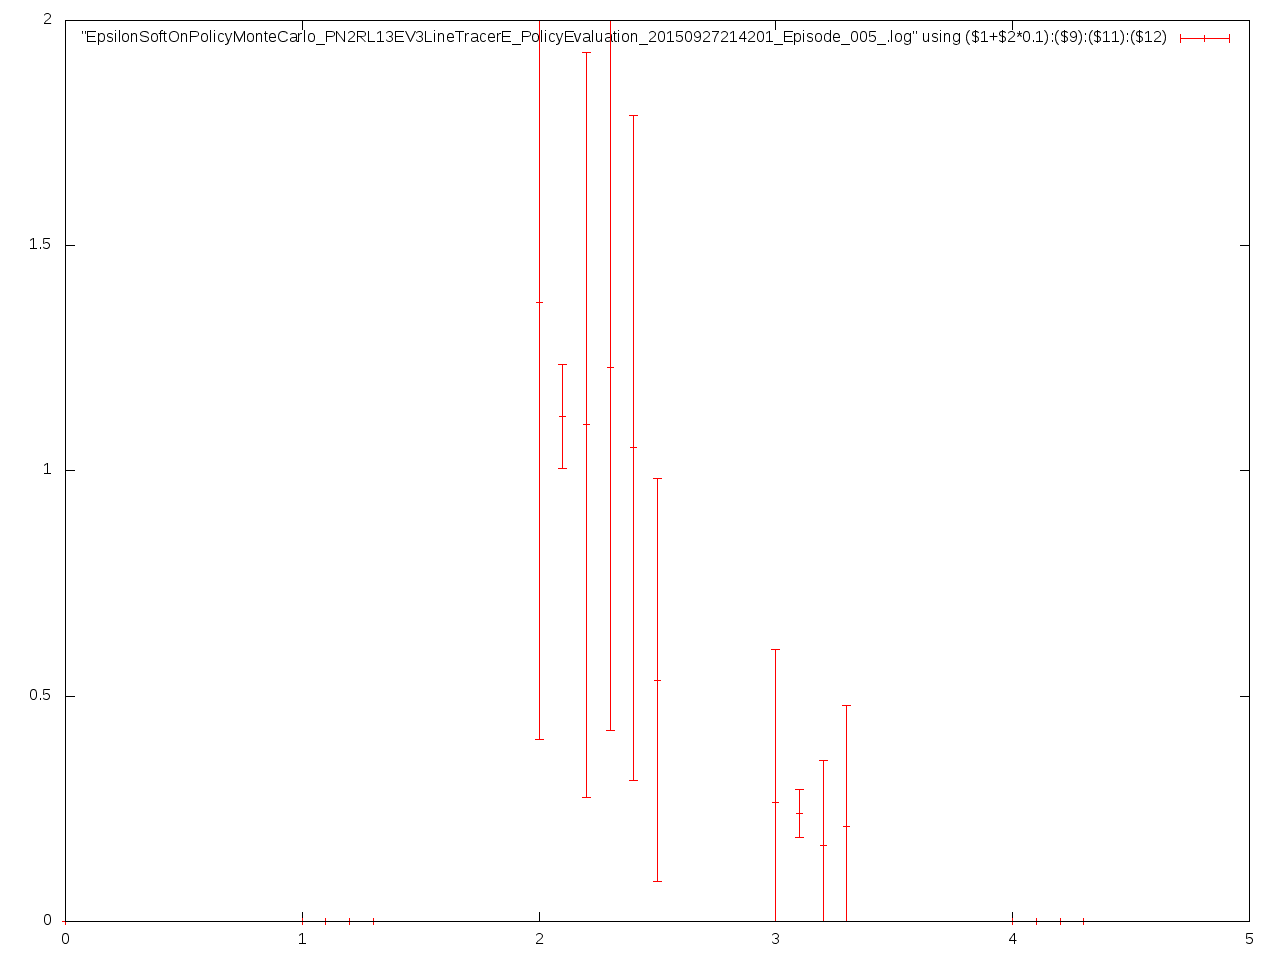 2
"EpsilonSoftOnPolicyMonteCarlo_PN2RL13EV3LineTracerE_PolicyEvaluation_20150927214201_Episode_005_.log" using ($1+$2*0.1):($9):($11):($12)
1.5
1
0.5
0
0 1 2 3 4 5